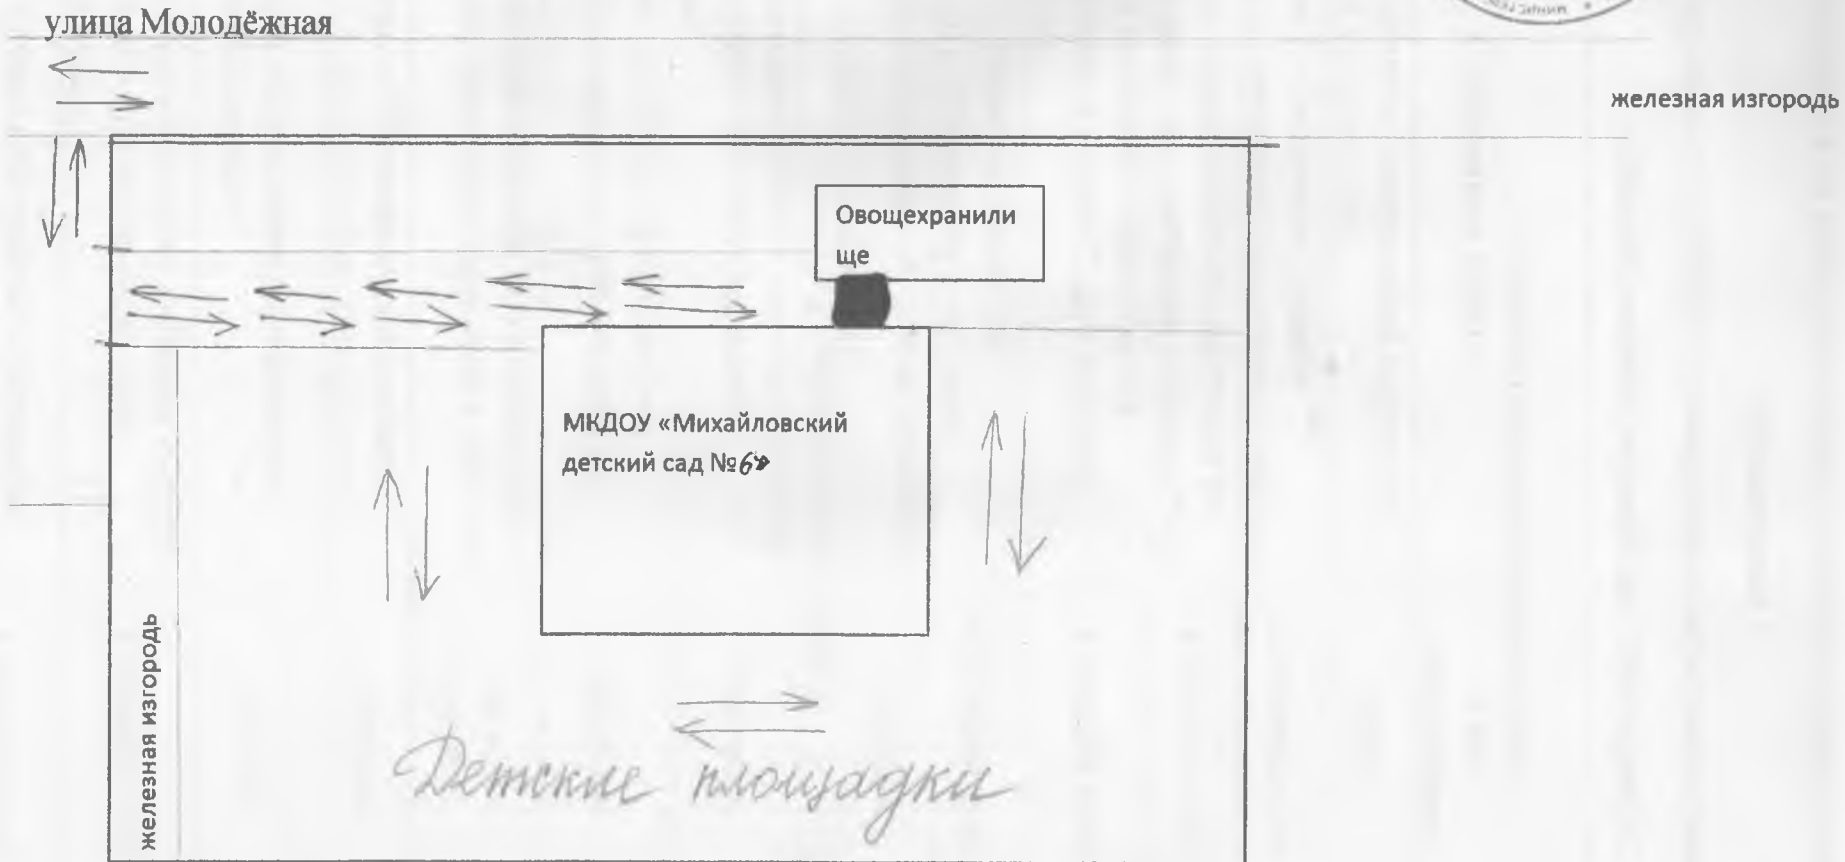 улица Молодёжная
железная изгородь
Овощехранили
ще
МКДОУ «Михайловский
детский сад №6»
железная изгородь
Детские площадки